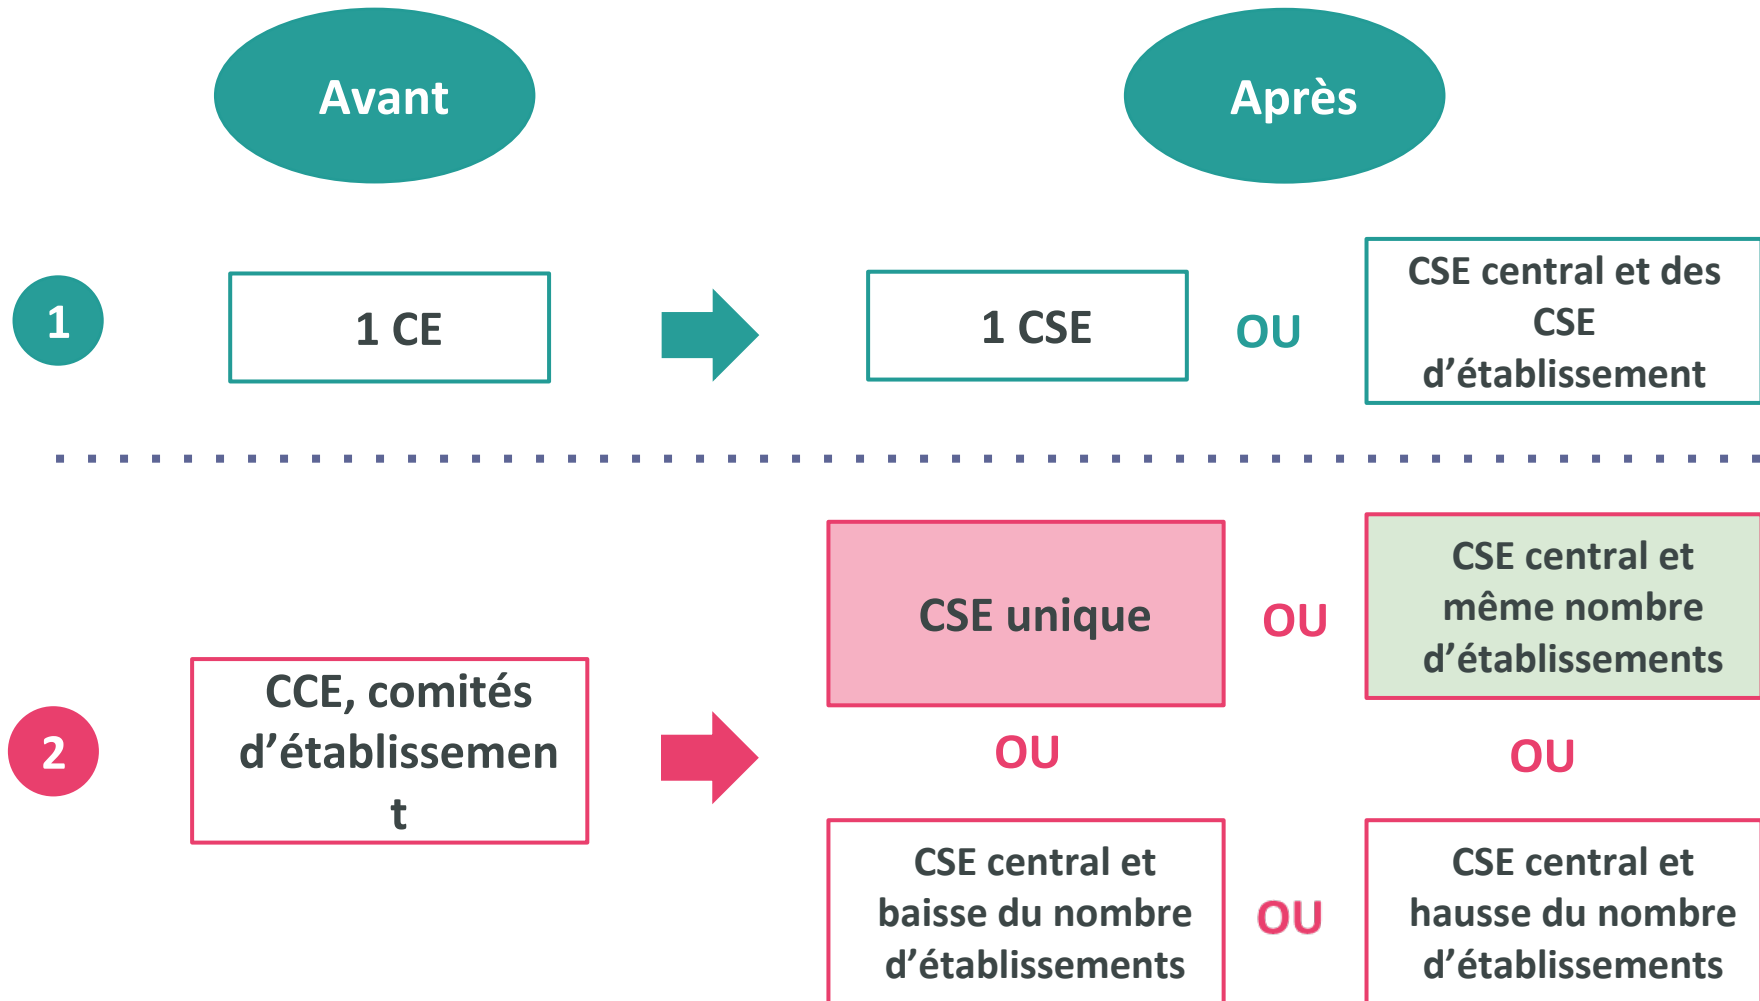 Avant
Après
1
1 CE
1 CSE
OU
CSE central et des
CSE
d’établissement
2
CCE, comités
d’établissemen
t
CSE unique
OU
CSE central et
même nombre
d’établissements
OU
OU
CSE central et
baisse du nombre
d’établissements
OU
CSE central et
hausse du nombre
d’établissements